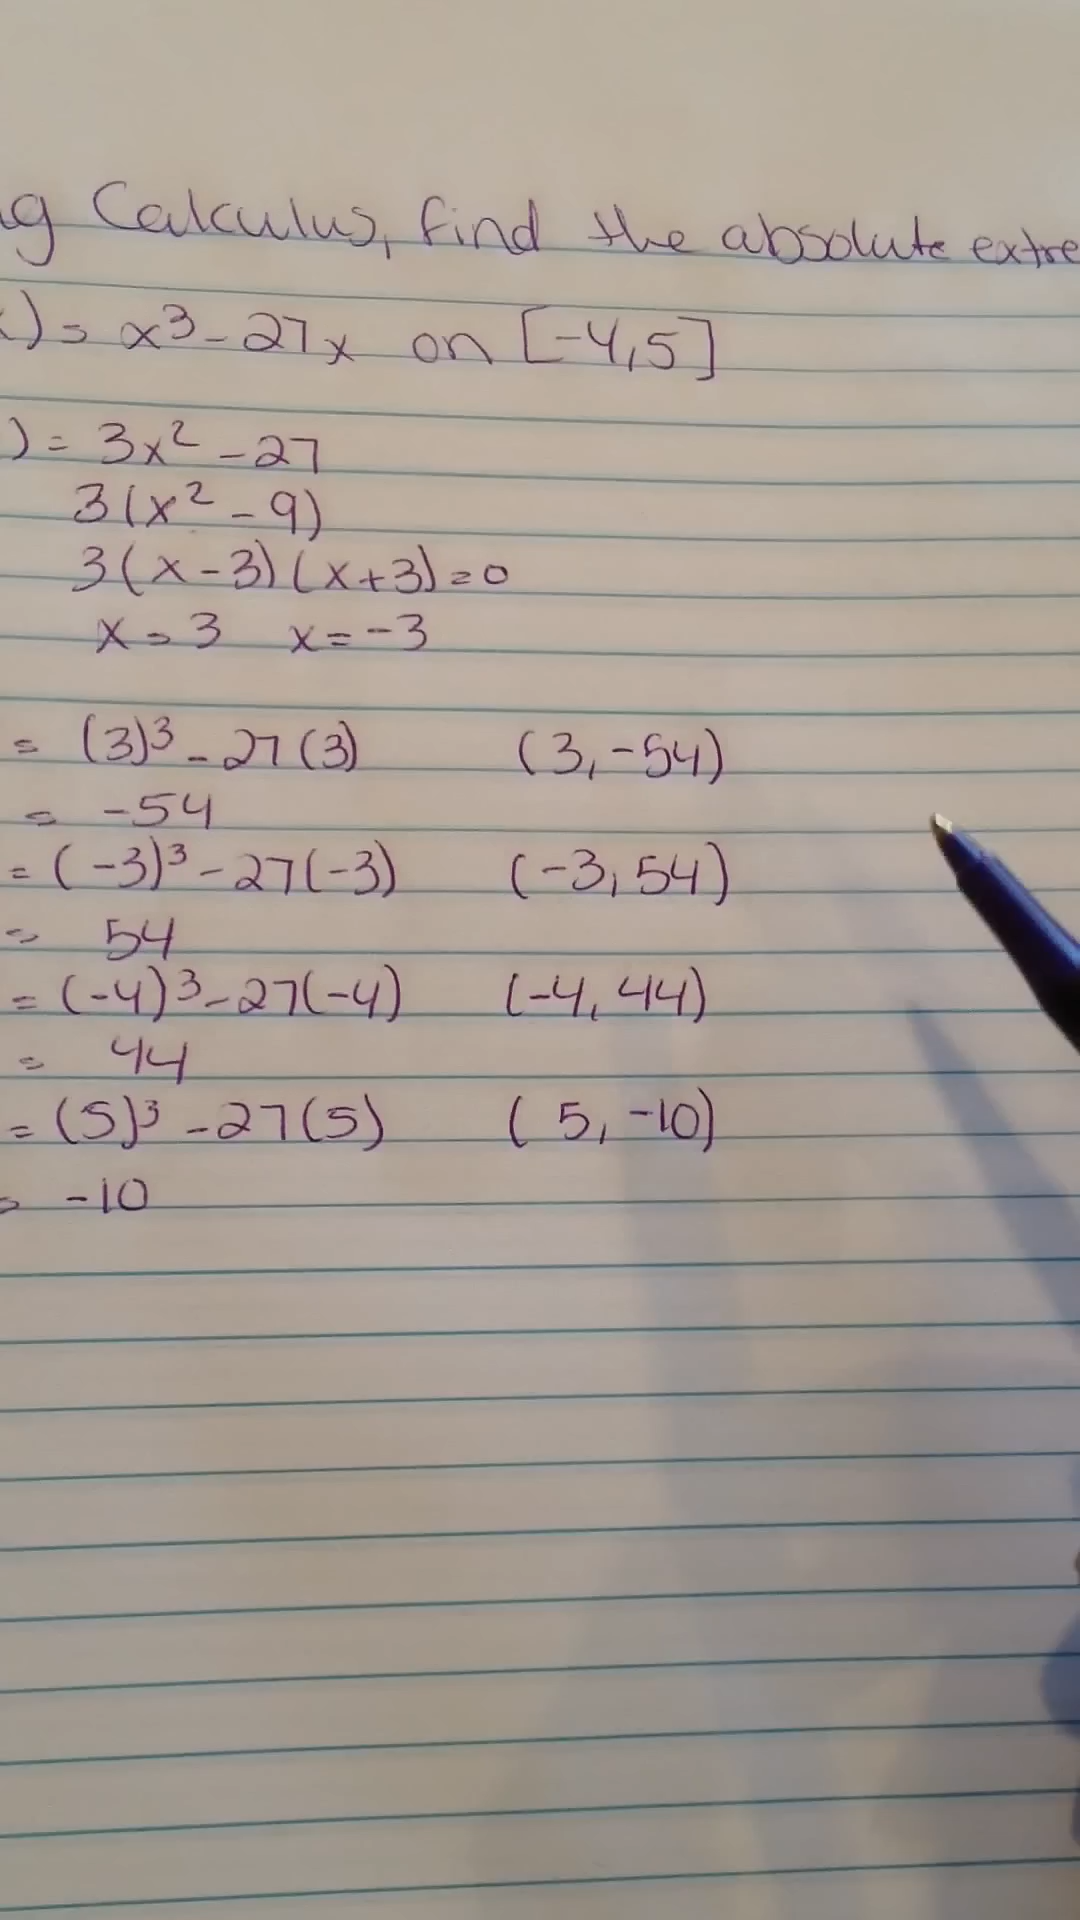 g Calculus, find the absolute extre
) = x³ - 27x on [-4,5]
) = 3x² - 27
3(x² - 9)
3(x - 3)(x + 3) = 0
x = 3 x = -3
= (3)³ - 27(3) (3, -54)
= -54
= (-3)³ - 27(-3) (-3, 54)
= 54
= (-4)³ - 27(-4) (-4, 44)
= 44
= (5)³ - 27(5) (5, -10)
= -10